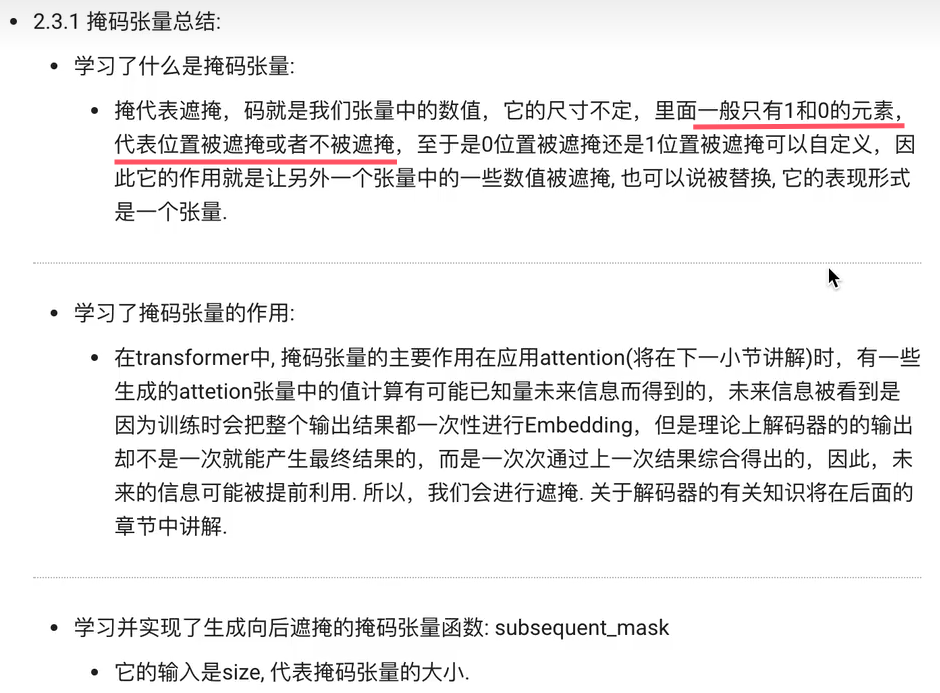 2.3.1 掩码张量总结:
学习了什么是掩码张量:
掩代表遮掩，码就是我们张量中的数值，它的尺寸不定，里面一般只有1和0的元素，
代表位置被遮掩或者不被遮掩，至于是0位置被遮掩还是1位置被遮掩可以自定义，因
此它的作用就是让另外一个张量中的一些数值被遮掩, 也可以说被替换, 它的表现形式
是一个张量.
学习了掩码张量的作用:
在transformer中, 掩码张量的主要作用在应用attention(将在下一小节讲解)时，有一些
生成的attetion张量中的值计算有可能已知量未来信息而得到的，未来信息被看到是
因为训练时会把整个输出结果都一次性进行Embedding，但是理论上解码器的的输出
却不是一次就能产生最终结果的，而是一次次通过上一次结果综合得出的，因此，未
来的信息可能被提前利用. 所以，我们会进行遮掩. 关于解码器的有关知识将在后面的
章节中讲解.
学习并实现了生成向后遮掩的掩码张量函数: subsequent_mask
它的输入是size, 代表掩码张量的大小.